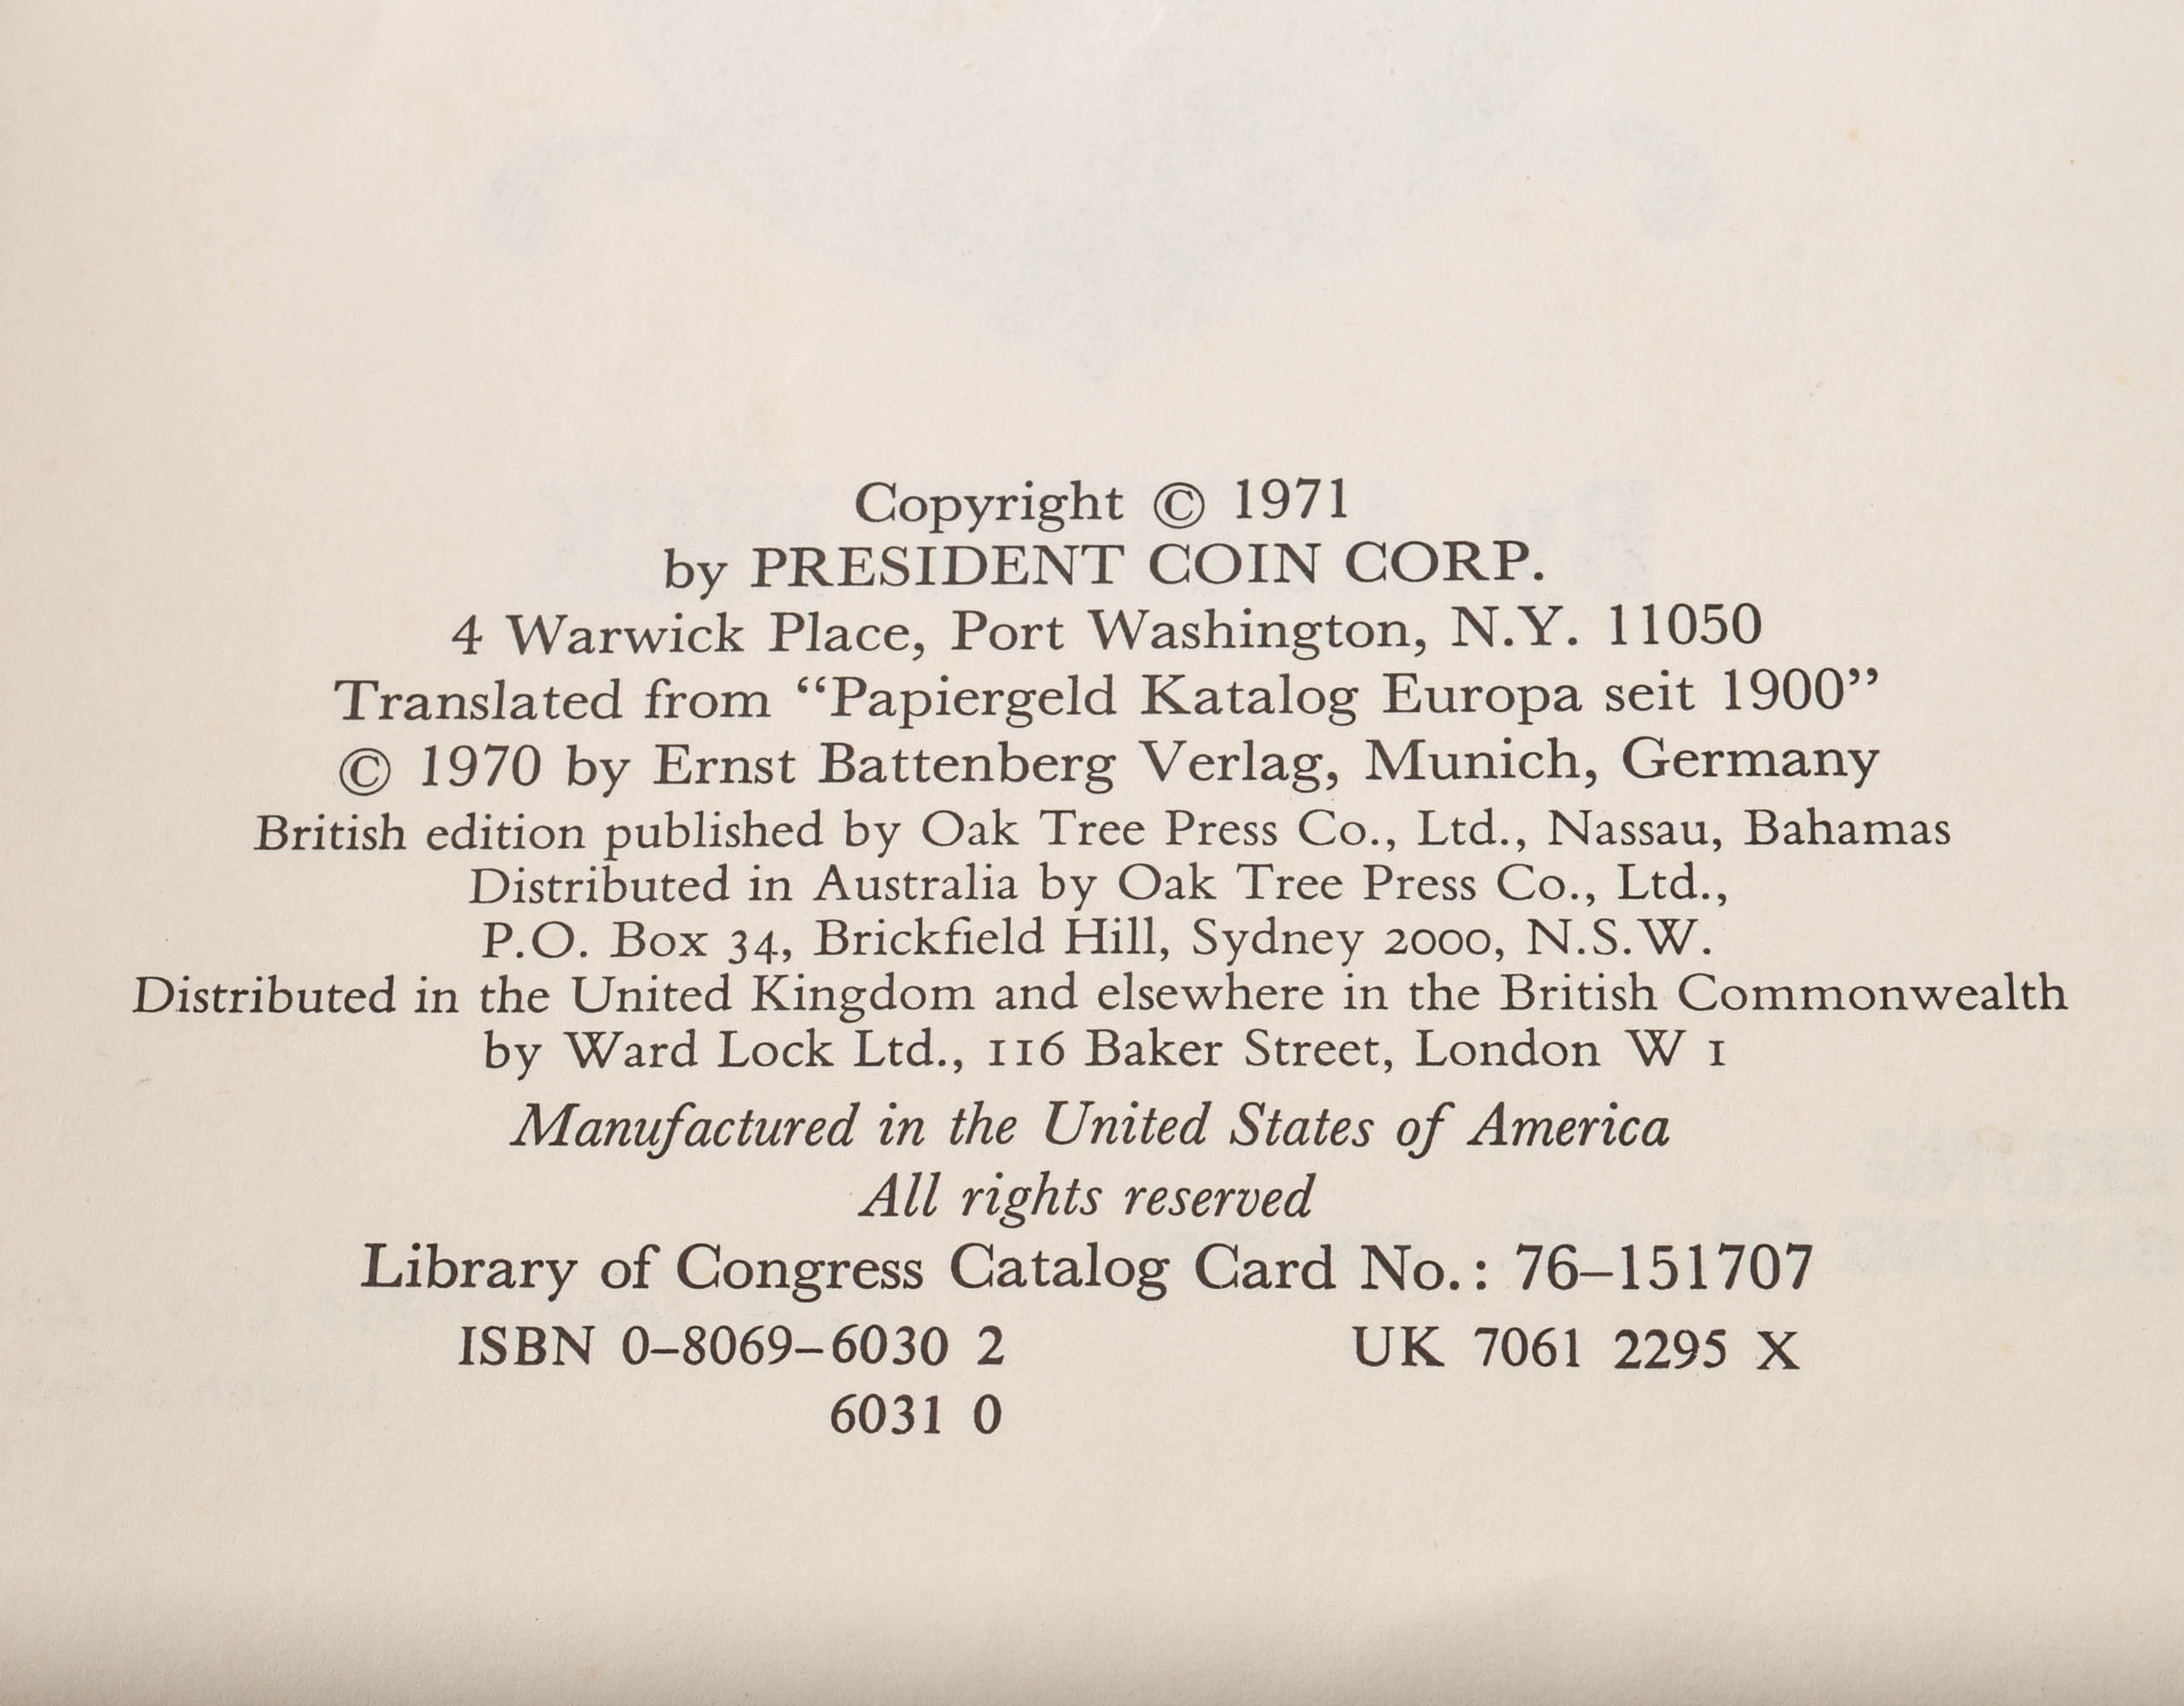 Copyright © 1971
by PRESIDENT COIN CORP.
4 Warwick Place, Port Washington, N.Y. 11050
Translated from “Papiergeld Katalog Europa seit 1900”
© 1970 by Ernst Battenberg Verlag, Munich, Germany
British edition published by Oak Tree Press Co., Ltd., Nassau, Bahamas
Distributed in Australia by Oak Tree Press Co., Ltd.,
P.O. Box 34, Brickfield Hill, Sydney 2000, N.S.W.
Distributed in the United Kingdom and elsewhere in the British Commonwealth
by Ward Lock Ltd., 116 Baker Street, London W 1
Manufactured in the United States of America
All rights reserved
Library of Congress Catalog Card No.: 76–151707
ISBN 0–8069–6030 2 UK 7061 2295 X
6031 0